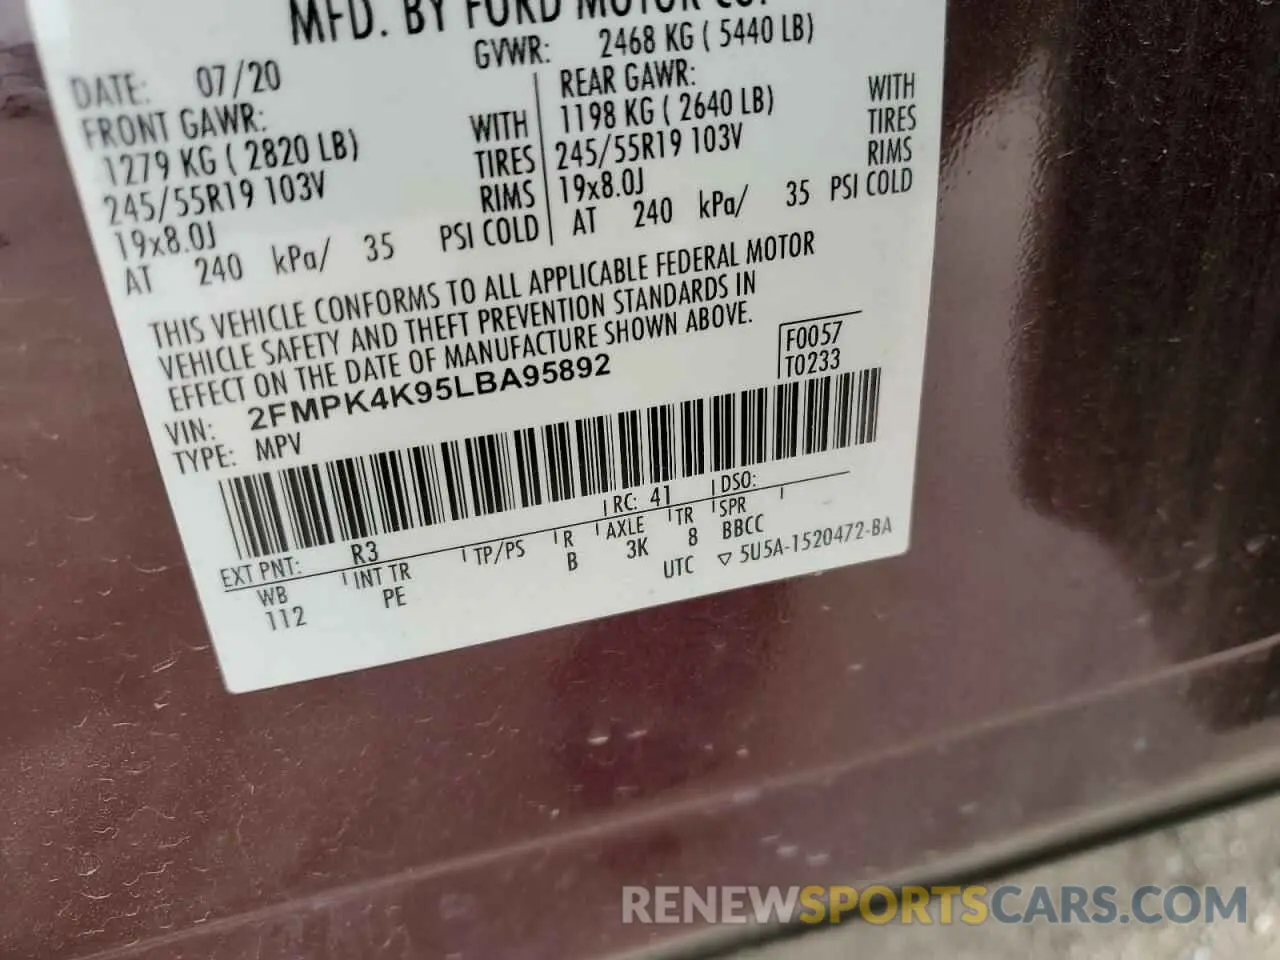 MFD. BY FORD MOTOR CO.
DATE: 07/20 GVWR: 2468 KG ( 5440 LB)
FRONT GAWR: REAR GAWR:
1279 KG ( 2820 LB) WITH 1198 KG ( 2640 LB) WITH
245/55R19 103V TIRES 245/55R19 103V TIRES
19x8.0J RIMS 19x8.0J RIMS
AT 240 kPa/ 35 PSI COLD AT 240 kPa/ 35 PSI COLD
THIS VEHICLE CONFORMS TO ALL APPLICABLE FEDERAL MOTOR
VEHICLE SAFETY AND THEFT PREVENTION STANDARDS IN
EFFECT ON THE DATE OF MANUFACTURE SHOWN ABOVE.
VIN: 2FMPK4K95LBA95892 F0057
TYPE: MPV T0233
EXT PNT: R3 RC: 41 DSO:
WB INT TR TP/PS R AXLE TR SPR
112 PE B 3K 8 BBCC
UTC ▽ 5U5A-1520472-BA
RENEWSPORTSCARS.COM